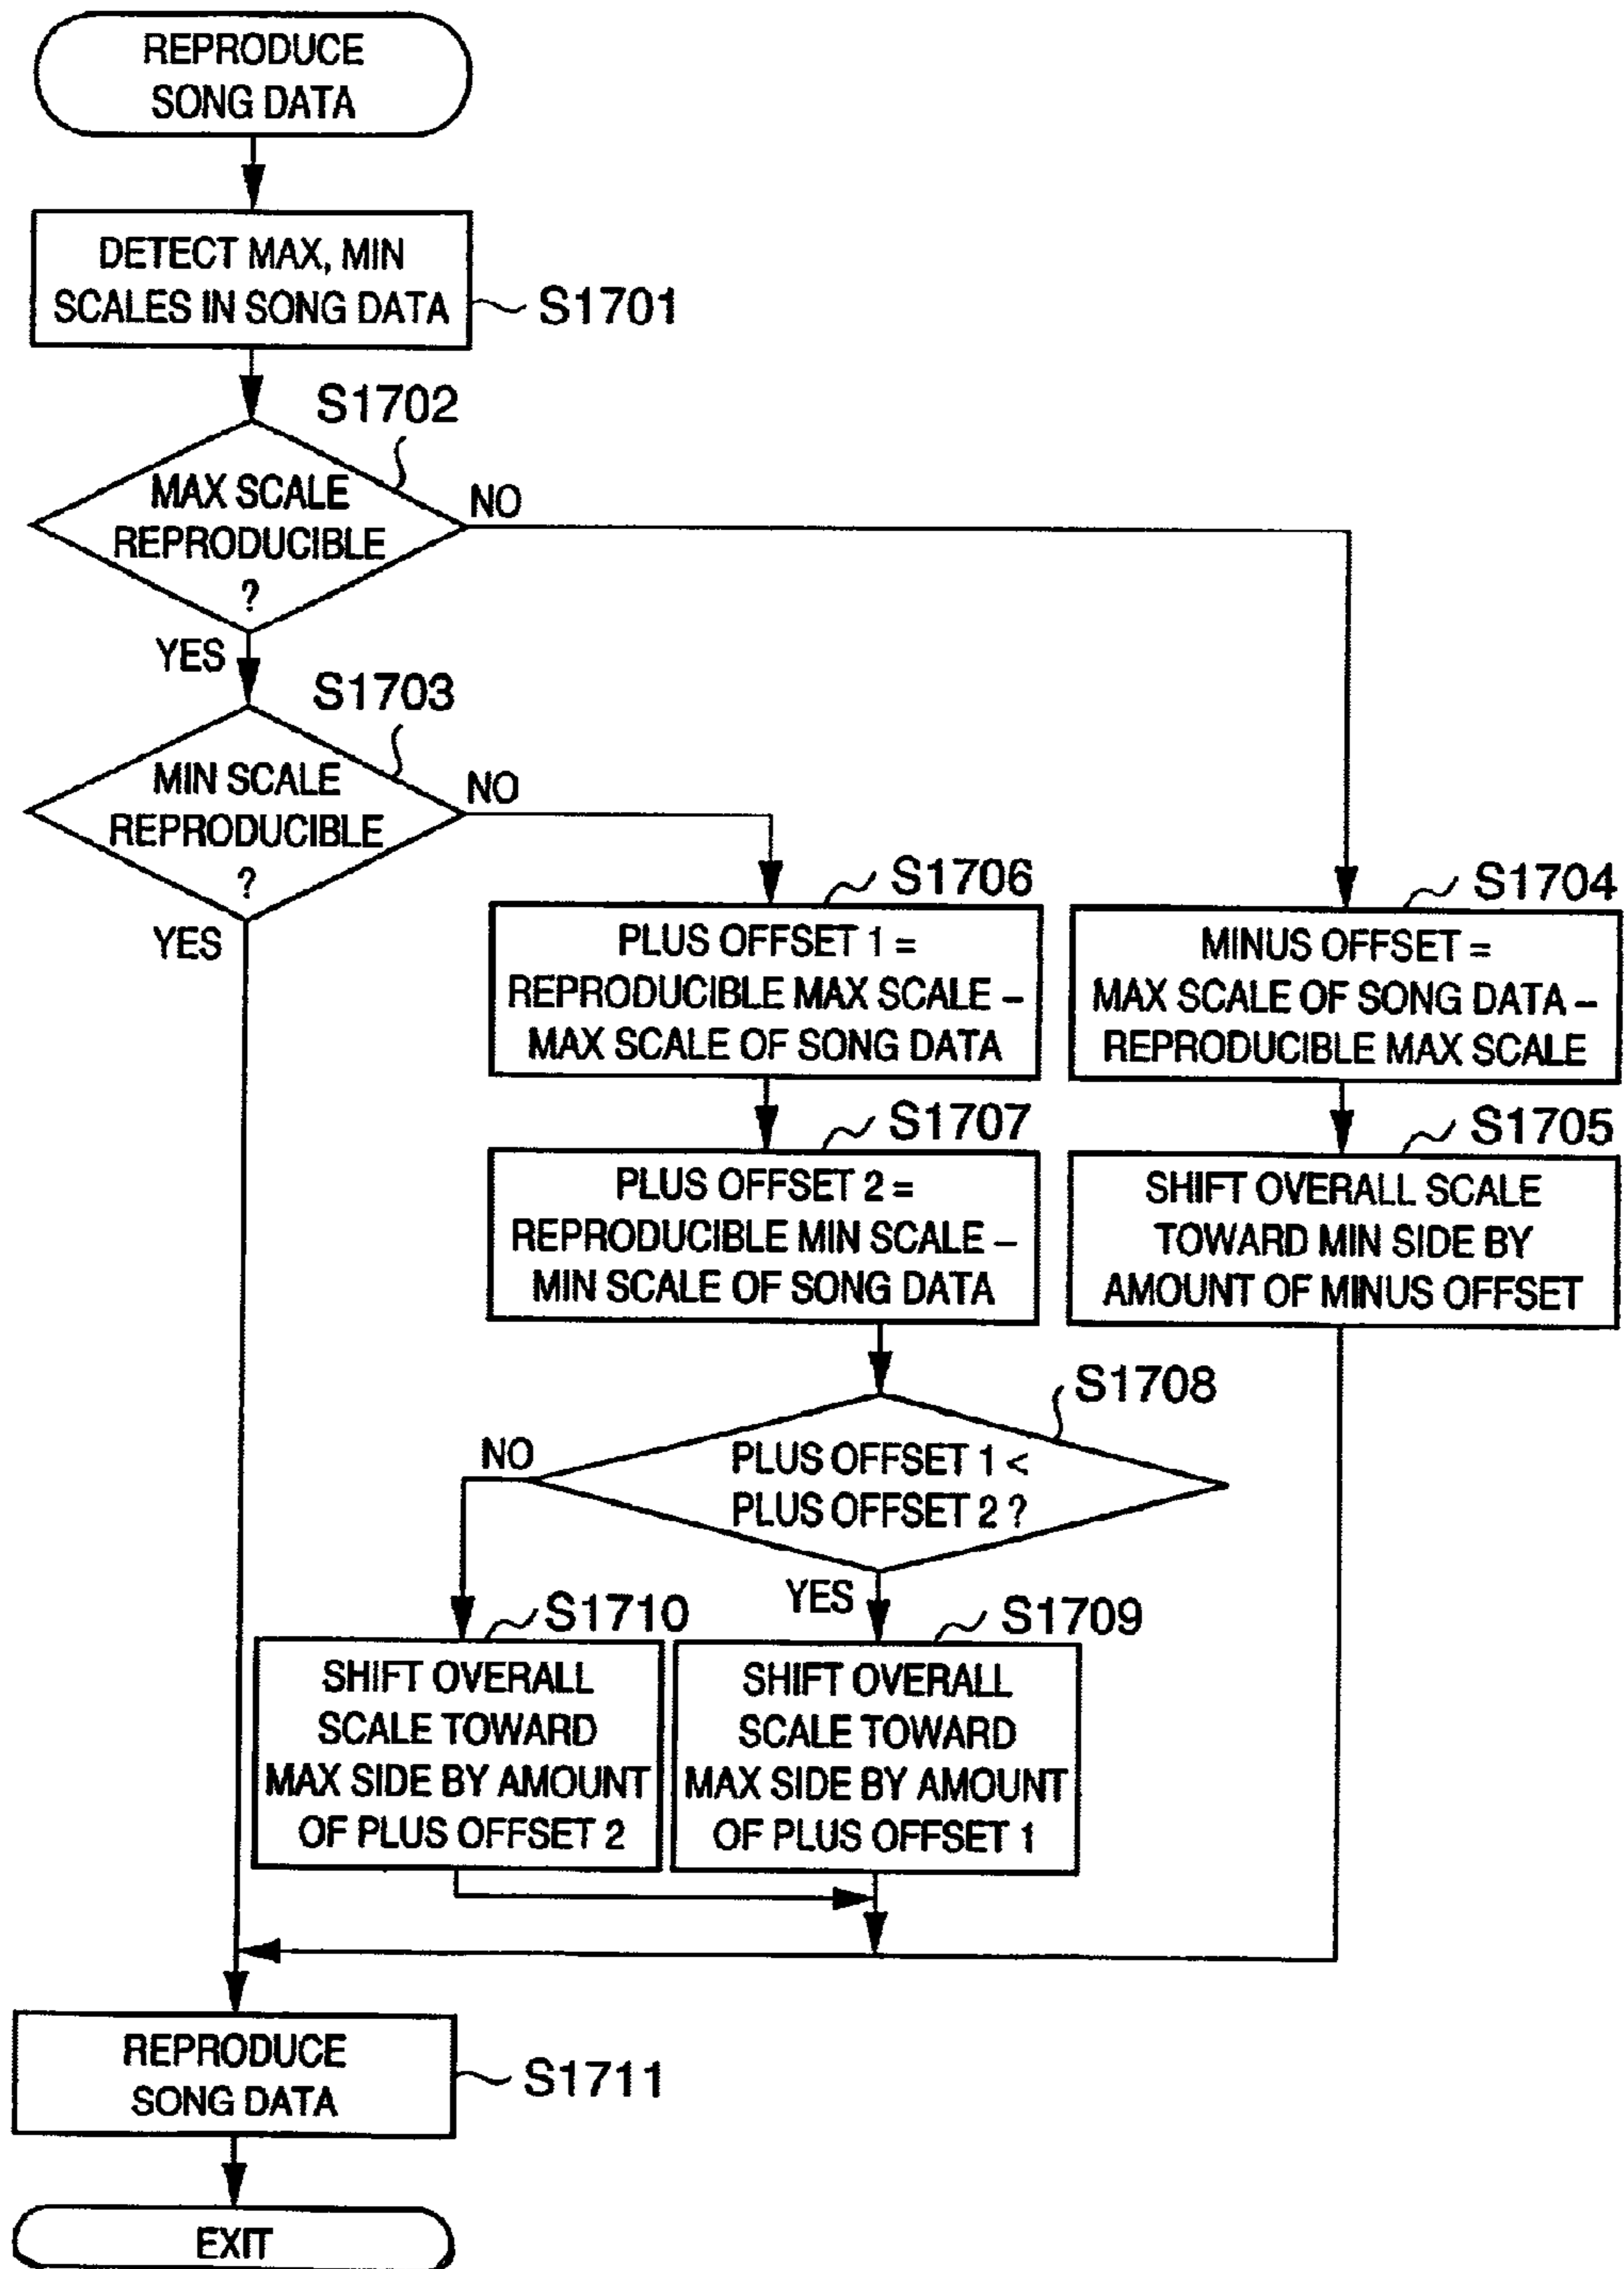 REPRODUCE
SONG DATA
DETECT MAX, MIN
SCALES IN SONG DATA
S1701
S1702
MAX SCALE
REPRODUCIBLE
?
NO
YES
S1703
MIN SCALE
REPRODUCIBLE
?
NO
YES
S1706
PLUS OFFSET 1 =
REPRODUCIBLE MAX SCALE –
MAX SCALE OF SONG DATA
S1704
MINUS OFFSET =
MAX SCALE OF SONG DATA –
REPRODUCIBLE MAX SCALE
S1707
PLUS OFFSET 2 =
REPRODUCIBLE MIN SCALE –
MIN SCALE OF SONG DATA
S1705
SHIFT OVERALL SCALE
TOWARD MIN SIDE BY
AMOUNT OF MINUS OFFSET
S1708
PLUS OFFSET 1 <
PLUS OFFSET 2 ?
NO
YES
S1710
SHIFT OVERALL
SCALE TOWARD
MAX SIDE BY AMOUNT
OF PLUS OFFSET 2
S1709
SHIFT OVERALL
SCALE TOWARD
MAX SIDE BY AMOUNT
OF PLUS OFFSET 1
REPRODUCE
SONG DATA
S1711
EXIT